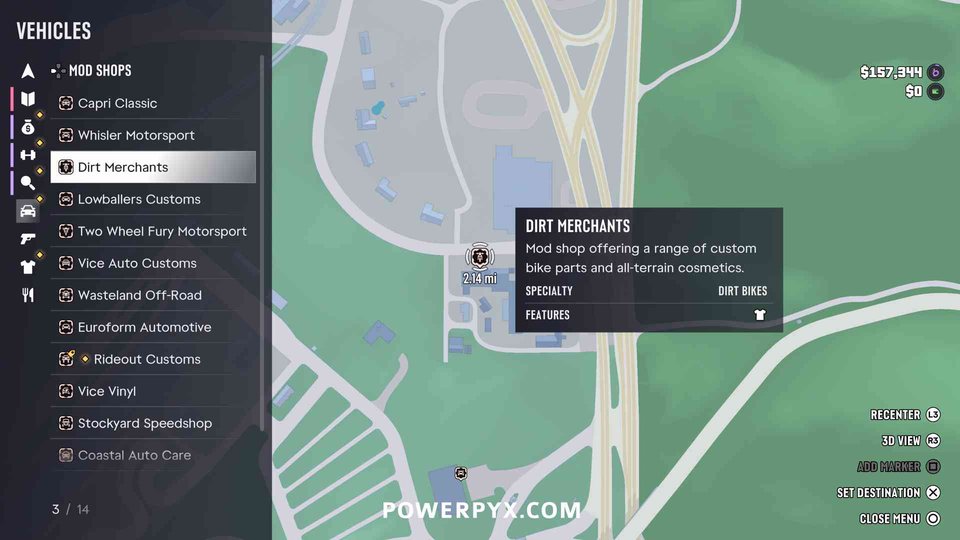 VEHICLES
MOD SHOPS
Capri Classic
Whisler Motorsport
Dirt Merchants
Lowballers Customs
Two Wheel Fury Motorsport
Vice Auto Customs
Wasteland Off-Road
Euroform Automotive
Rideout Customs
Vice Vinyl
Stockyard Speedshop
Coastal Auto Care
3 / 14
$157,344
$0
2.14 mi
DIRT MERCHANTS
Mod shop offering a range of custom
bike parts and all-terrain cosmetics.
SPECIALTY DIRT BIKES
FEATURES
RECENTER L3
3D VIEW R3
ADD MARKER
SET DESTINATION
CLOSE MENU
POWERPYX.COM